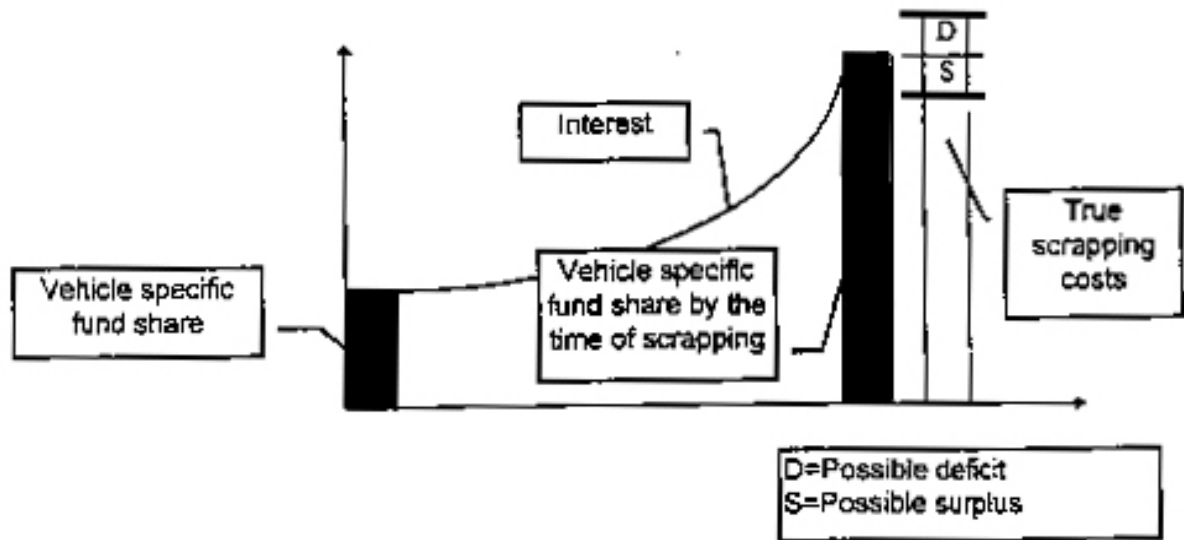 D
S
Interest
True
scrapping
costs
Vehicle specific
fund share
Vehicle specific
fund share by the
time of scrapping
D=Possible deficit
S=Possible surplus